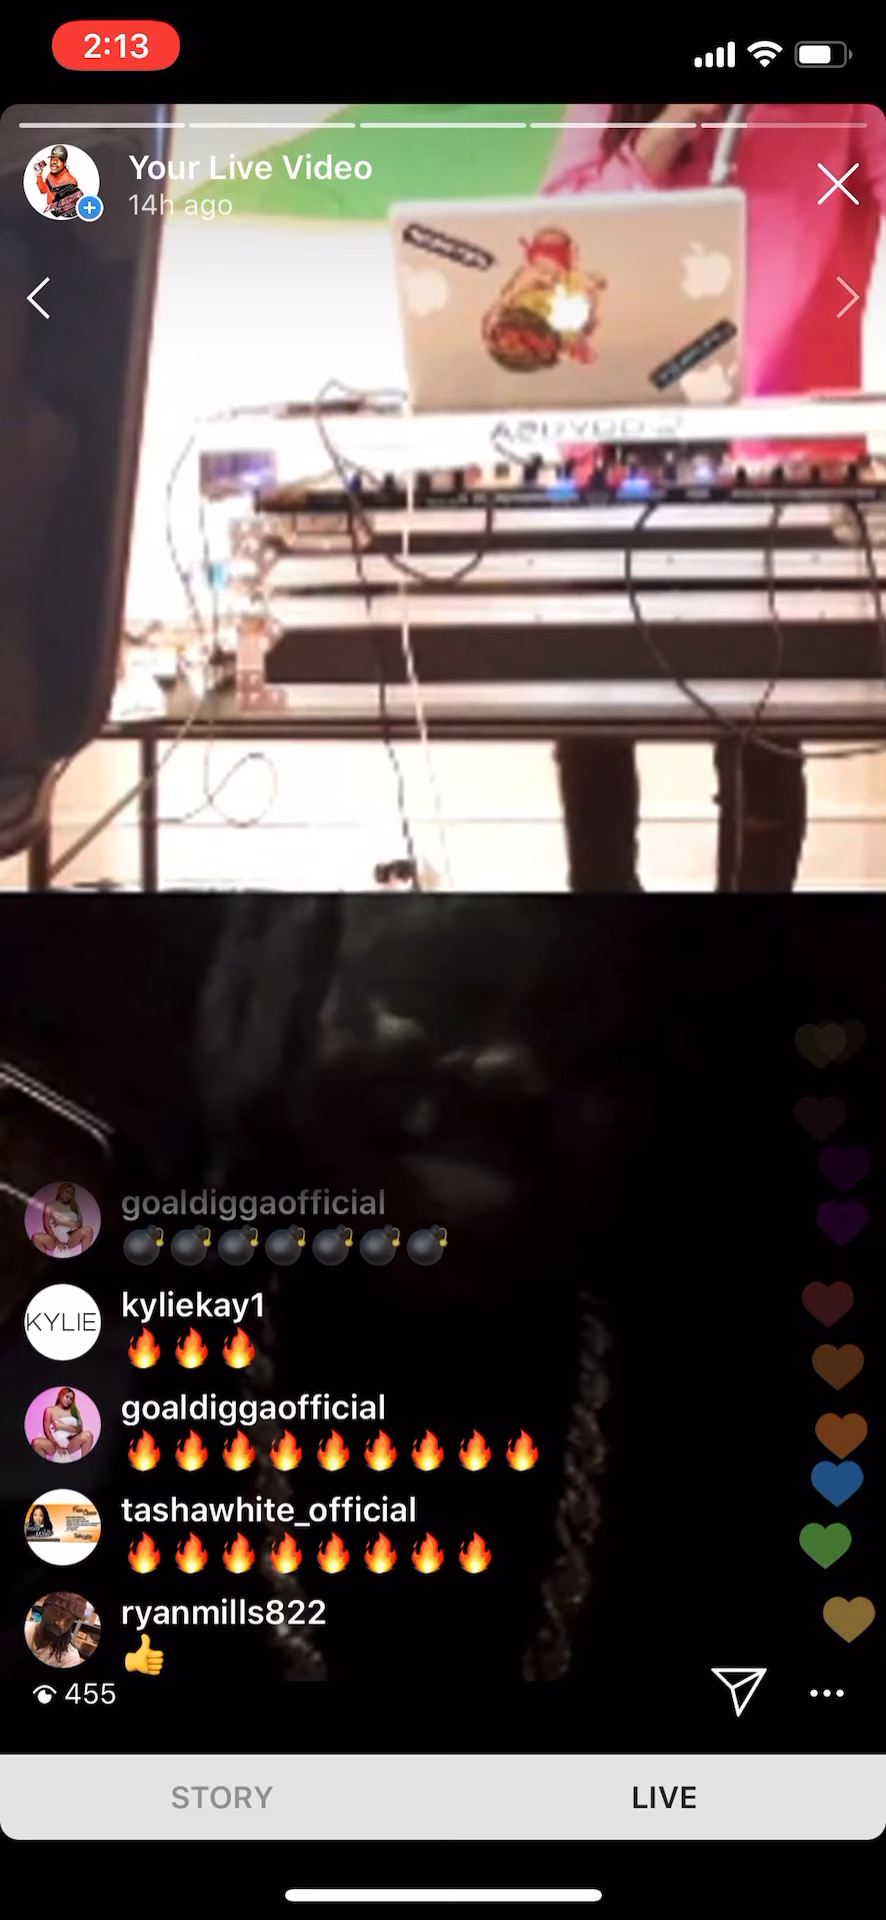 2:13
Your Live Video
14h ago
goaldiggaofficial
💣💣💣💣💣💣💣
kyliekay1
🔥🔥🔥
goaldiggaofficial
🔥🔥🔥🔥🔥🔥🔥🔥🔥
tashawhite_official
🔥🔥🔥🔥🔥🔥🔥🔥
ryanmills822
👍
455
STORY
LIVE
KYLIE